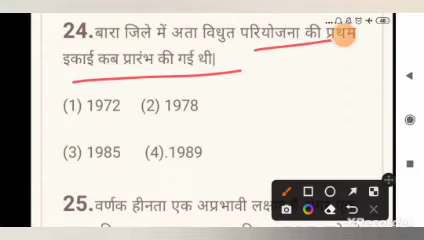 24.बारा जिले में अता विधुत परियोजना की प्रथम
इकाई कब प्रारंभ की गई थी|
(1) 1972 (2) 1978
(3) 1985 (4).1989
25.वर्णक हीनता एक अप्रभावी